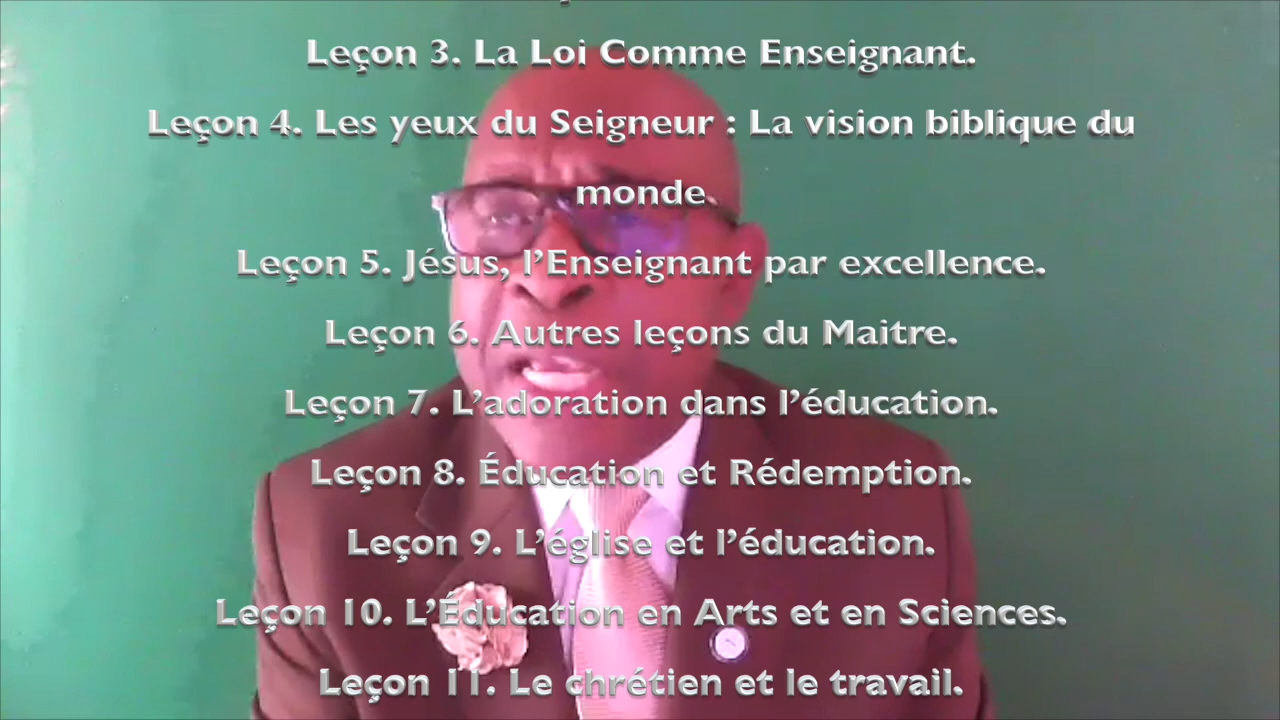 Leçon 3. La Loi Comme Enseignant.
Leçon 4. Les yeux du Seigneur : La vision biblique du
monde.
Leçon 5. Jésus, l’Enseignant par excellence.
Leçon 6. Autres leçons du Maitre.
Leçon 7. L’adoration dans l’éducation.
Leçon 8. Éducation et Rédemption.
Leçon 9. L’église et l’éducation.
Leçon 10. L’Éducation en Arts et en Sciences.
Leçon 11. Le chrétien et le travail.